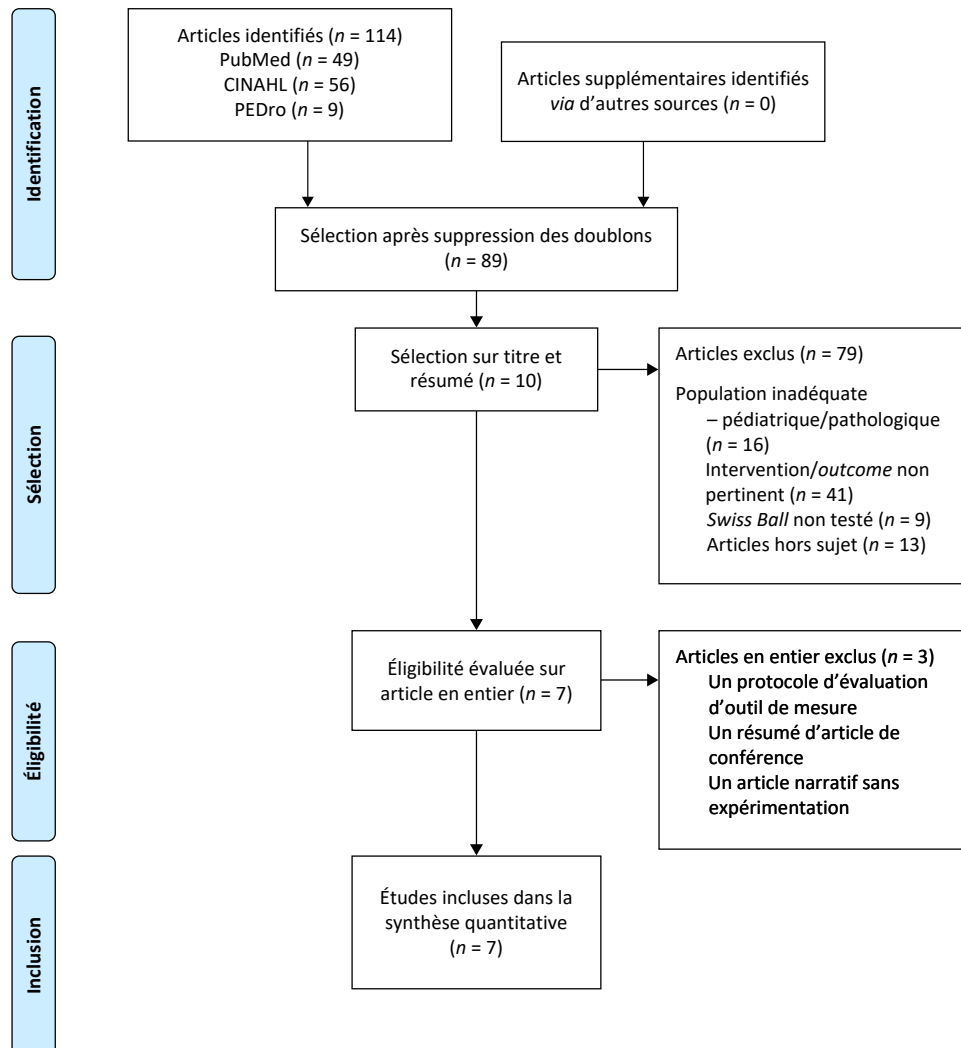 Identification
Articles identifiés (n = 114)
PubMed (n = 49)
CINAHL (n = 56)
PEDro (n = 9)
Articles supplémentaires identifiés
via d’autres sources (n = 0)
Sélection après suppression des doublons
(n = 89)
Sélection
Sélection sur titre et
résumé (n = 10)
Articles exclus (n = 79)
Population inadéquate
– pédiatrique/pathologique
(n = 16)
Intervention/outcome non
pertinent (n = 41)
Swiss Ball non testé (n = 9)
Articles hors sujet (n = 13)
Éligibilité
Éligibilité évaluée sur
article en entier (n = 7)
Articles en entier exclus (n = 3)
Un protocole d’évaluation
d’outil de mesure
Un résumé d’article de
conférence
Un article narratif sans
expérimentation
Inclusion
Études incluses dans la
synthèse quantitative
(n = 7)